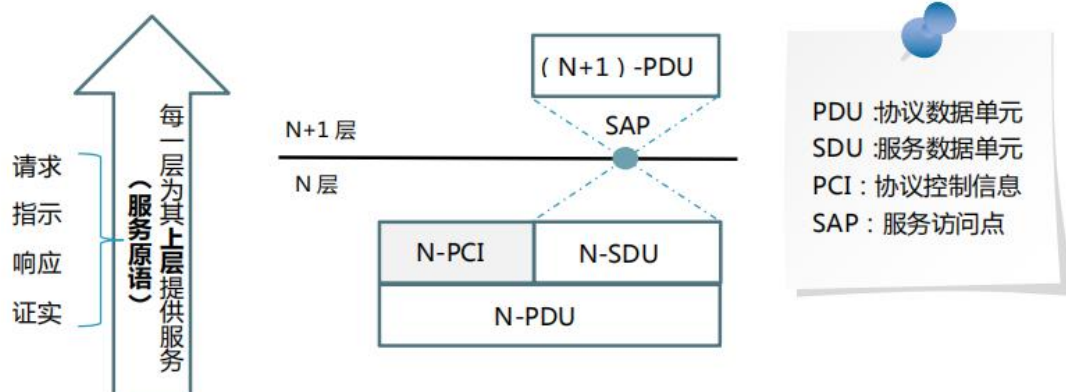 请求
指示
响应
证实
每一层为其上层提供服务
（服务原语）
（N+1）-PDU
SAP
N+1 层
N 层
N-PCI
N-SDU
N-PDU
PDU :协议数据单元
SDU :服务数据单元
PCI：协议控制信息
SAP：服务访问点